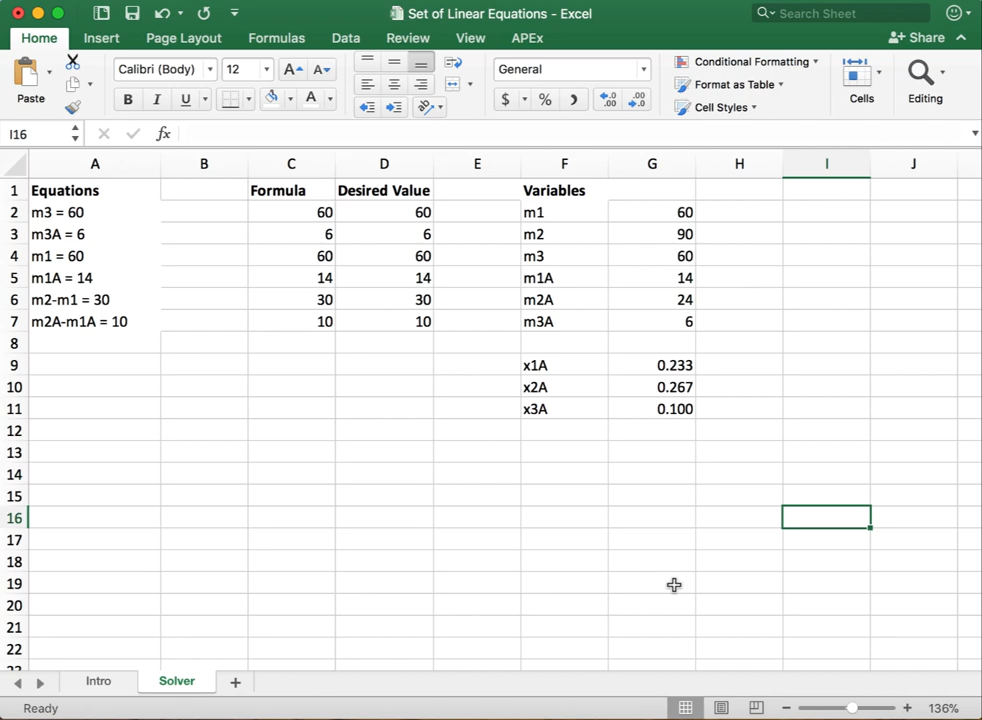 Set of Linear Equations - Excel
Search Sheet
Home Insert Page Layout Formulas Data Review View APEx Share
Paste
Calibri (Body) 12
A A
B I U A
General
$ %
Conditional Formatting
Format as Table
Cell Styles
Cells
Editing
I16 fx
A B C D E F G H I J
1 Equations Formula Desired Value Variables
2 m3 = 60 60 60 m1 60
3 m3A = 6 6 6 m2 90
4 m1 = 60 60 60 m3 60
5 m1A = 14 14 14 m1A 14
6 m2-m1 = 30 30 30 m2A 24
7 m2A-m1A = 10 10 10 m3A 6
8
9 x1A 0.233
10 x2A 0.267
11 x3A 0.100
12
13
14
15
16
17
18
19
20
21
22
23
Intro Solver +
Ready 136%